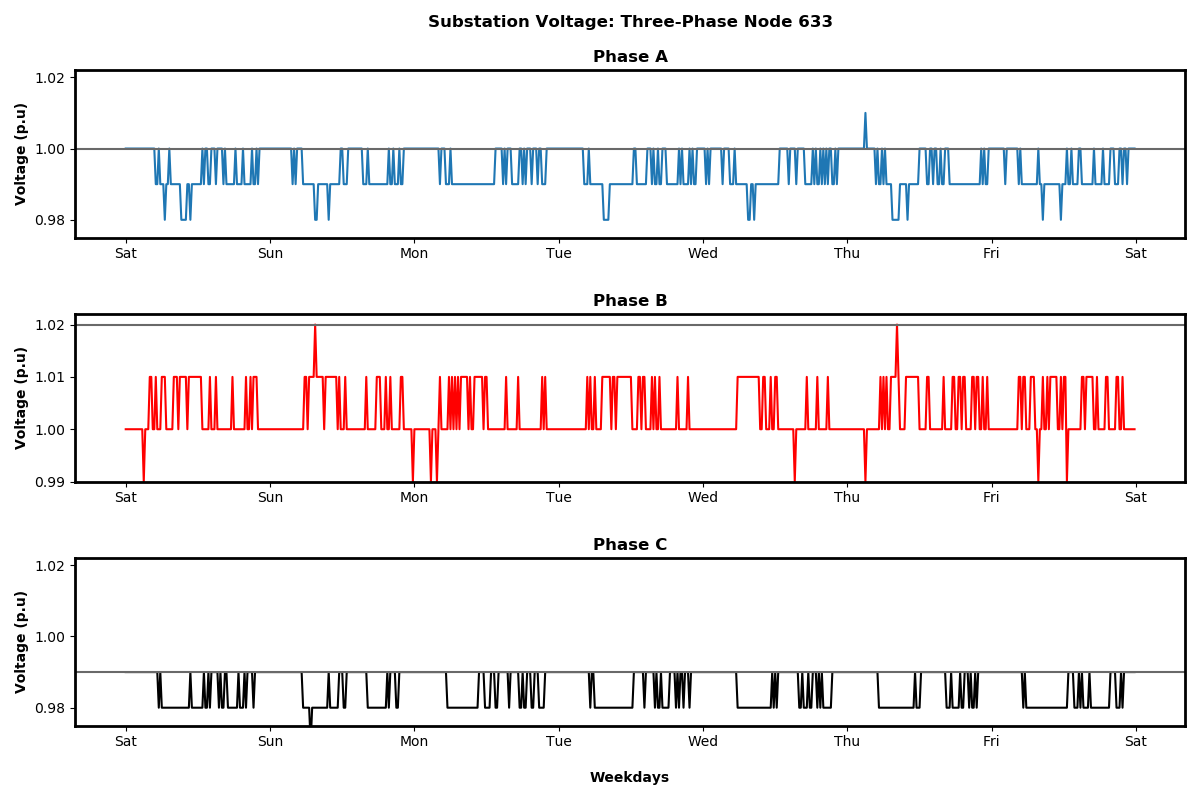 Substation Voltage: Three-Phase Node 633
Phase A
Voltage (p.u)
1.02
1.00
0.98
Sat Sun Mon Tue Wed Thu Fri Sat
Phase B
Voltage (p.u)
1.02
1.01
1.00
0.99
Sat Sun Mon Tue Wed Thu Fri Sat
Phase C
Voltage (p.u)
1.02
1.00
0.98
Sat Sun Mon Tue Wed Thu Fri Sat
Weekdays